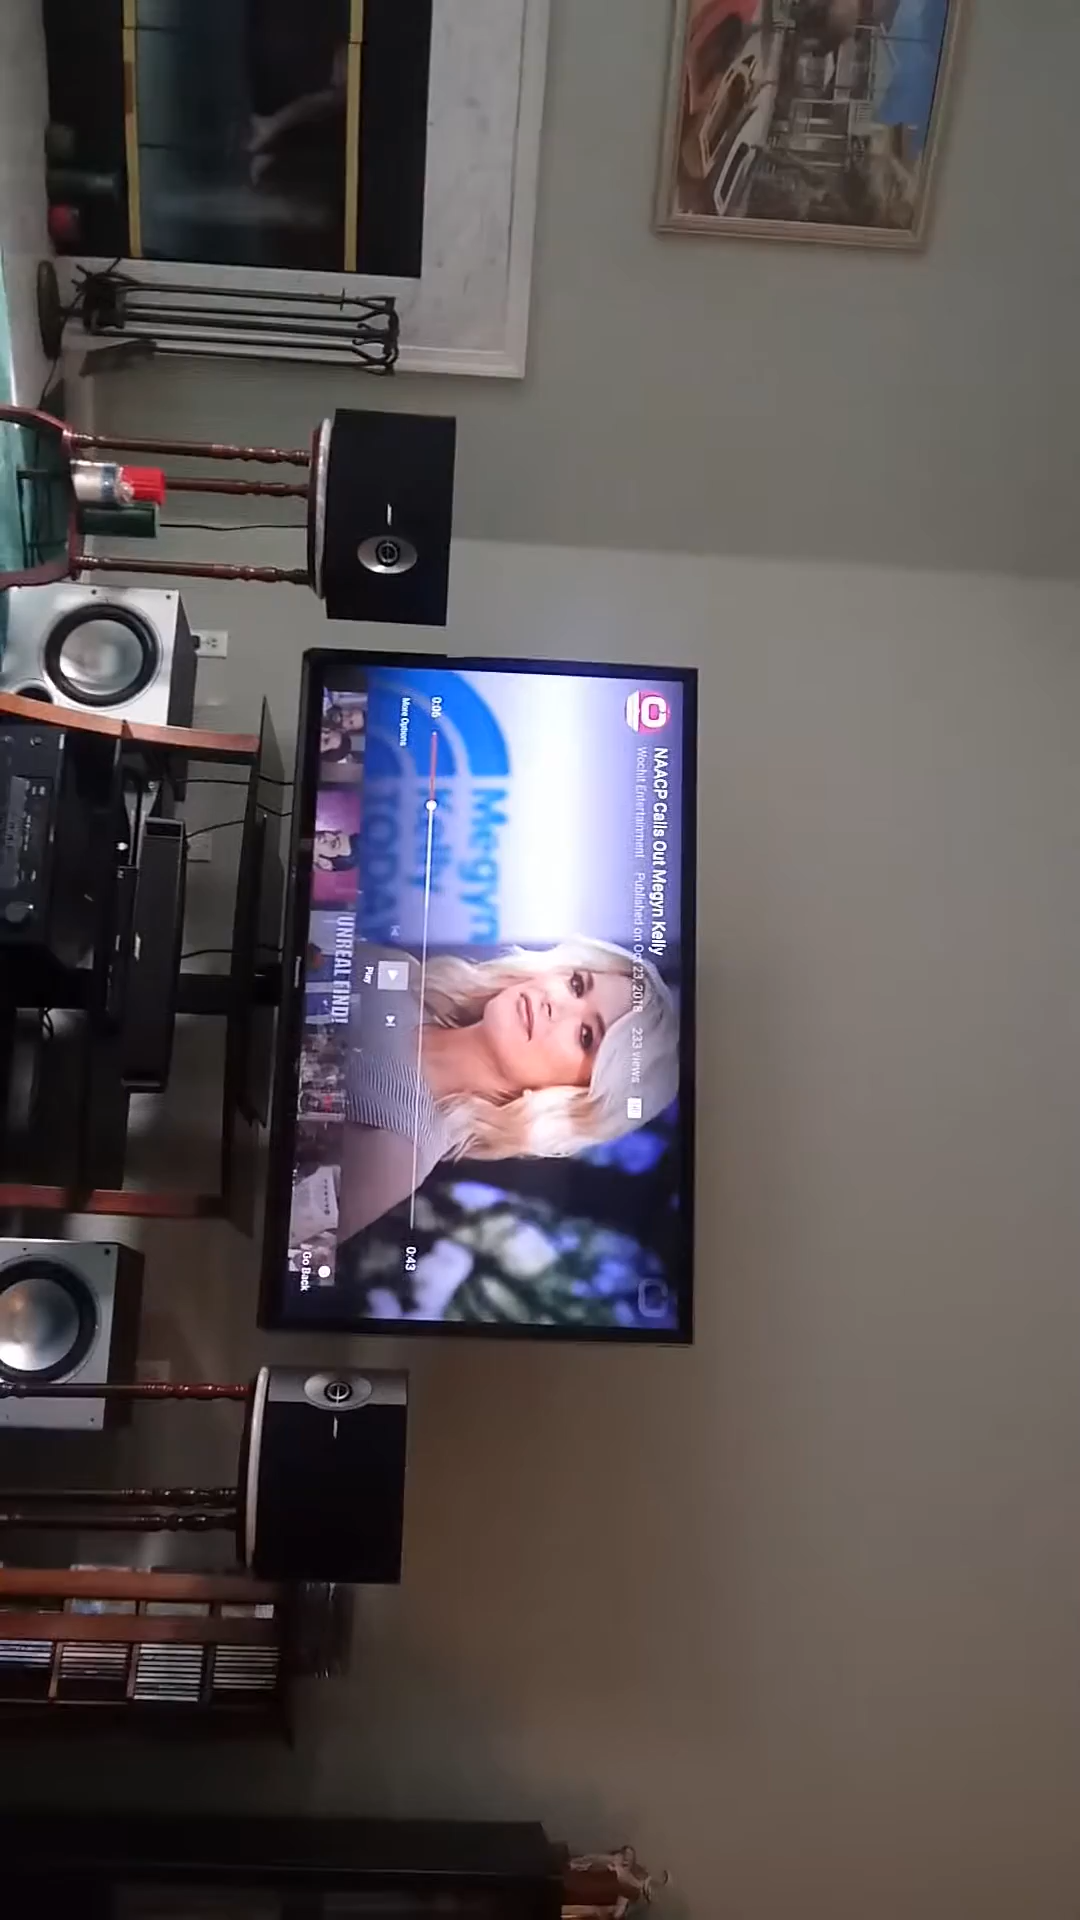 NAACP Calls Out Megyn Kelly
Wochit Entertainment Published on Oct 23, 2018 233 views
Megyn
Kelly
TODAY
0:06
0:43
More Options
Play
Go Back
UNREAL FIND!
Panasonic